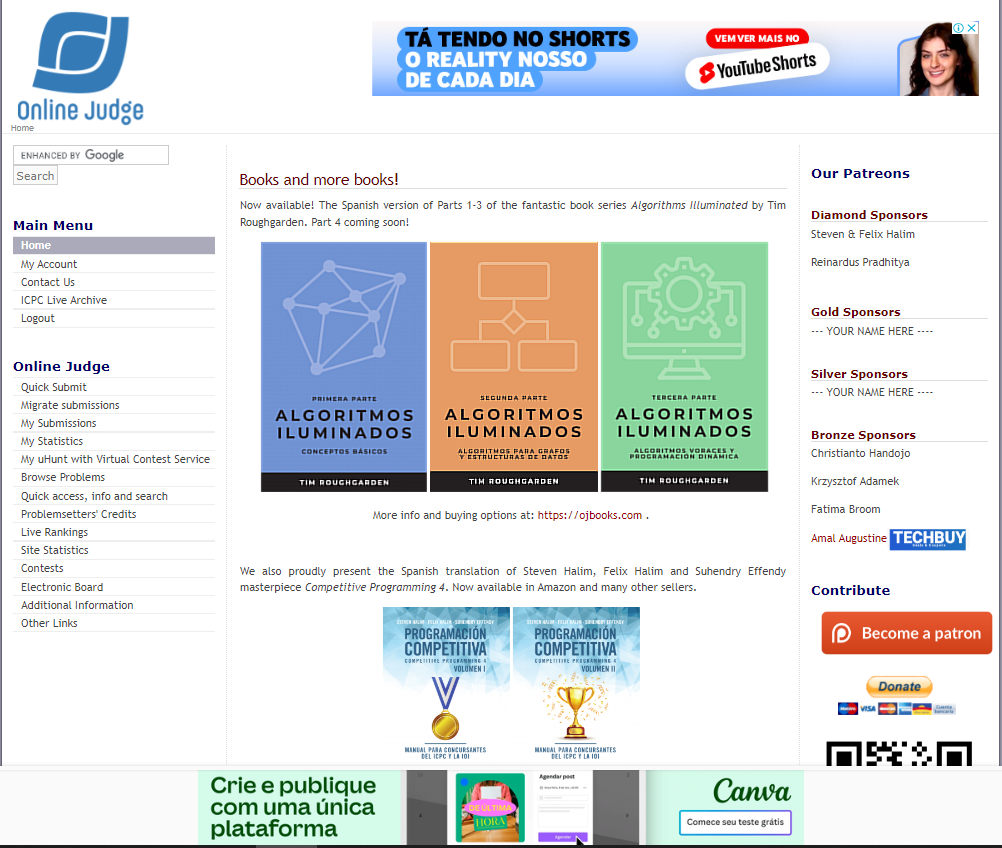 Online Judge
TÁ TENDO NO SHORTS
O REALITY NOSSO
DE CADA DIA
VEM VER MAIS NO
YouTube Shorts
Home
ENHANCED BY Google
Search
Main Menu
Home
My Account
Contact Us
ICPC Live Archive
Logout
Online Judge
Quick Submit
Migrate submissions
My Submissions
My Statistics
My uHunt with Virtual Contest Service
Browse Problems
Quick access, info and search
Problemsetters' Credits
Live Rankings
Site Statistics
Contests
Electronic Board
Additional Information
Other Links
Books and more books!
Now available! The Spanish version of Parts 1-3 of the fantastic book series Algorithms Illuminated by Tim
Roughgarden. Part 4 coming soon!
PRIMERA PARTE
ALGORITMOS
ILUMINADOS
CONCEPTOS BÁSICOS
TIM ROUGHGARDEN
SEGUNDA PARTE
ALGORITMOS
ILUMINADOS
ALGORITMOS PARA GRAFOS
Y ESTRUCTURAS DE DATOS
TIM ROUGHGARDEN
TERCERA PARTE
ALGORITMOS
ILUMINADOS
ALGORITMOS VORACES Y
PROGRAMACIÓN DINÁMICA
TIM ROUGHGARDEN
More info and buying options at: https://ojbooks.com .
We also proudly present the Spanish translation of Steven Halim, Felix Halim and Suhendry Effendy
masterpiece Competitive Programming 4. Now available in Amazon and many other sellers.
STEVEN HALIM · FELIX HALIM · SUHENDRY EFFENDY
PROGRAMACIÓN
COMPETITIVA
COMPETITIVE PROGRAMMING 4
VOLUMEN I
MANUAL PARA CONCURSANTES
DEL ICPC Y LA IOI
STEVEN HALIM · FELIX HALIM · SUHENDRY EFFENDY
PROGRAMACIÓN
COMPETITIVA
COMPETITIVE PROGRAMMING 4
VOLUMEN II
MANUAL PARA CONCURSANTES
DEL ICPC Y LA IOI
Our Patreons
Diamond Sponsors
Steven & Felix Halim
Reinardus Pradhitya
Gold Sponsors
--- YOUR NAME HERE ----
Silver Sponsors
--- YOUR NAME HERE ----
Bronze Sponsors
Christianto Handojo
Krzysztof Adamek
Fatima Broom
Amal Augustine TECHBUY
Contribute
Become a patron
Donate
VISA
Crie e publique
com uma única
plataforma
DE ÚLTIMA
HORA
Agendar post
Agendar
Canva
Comece seu teste grátis